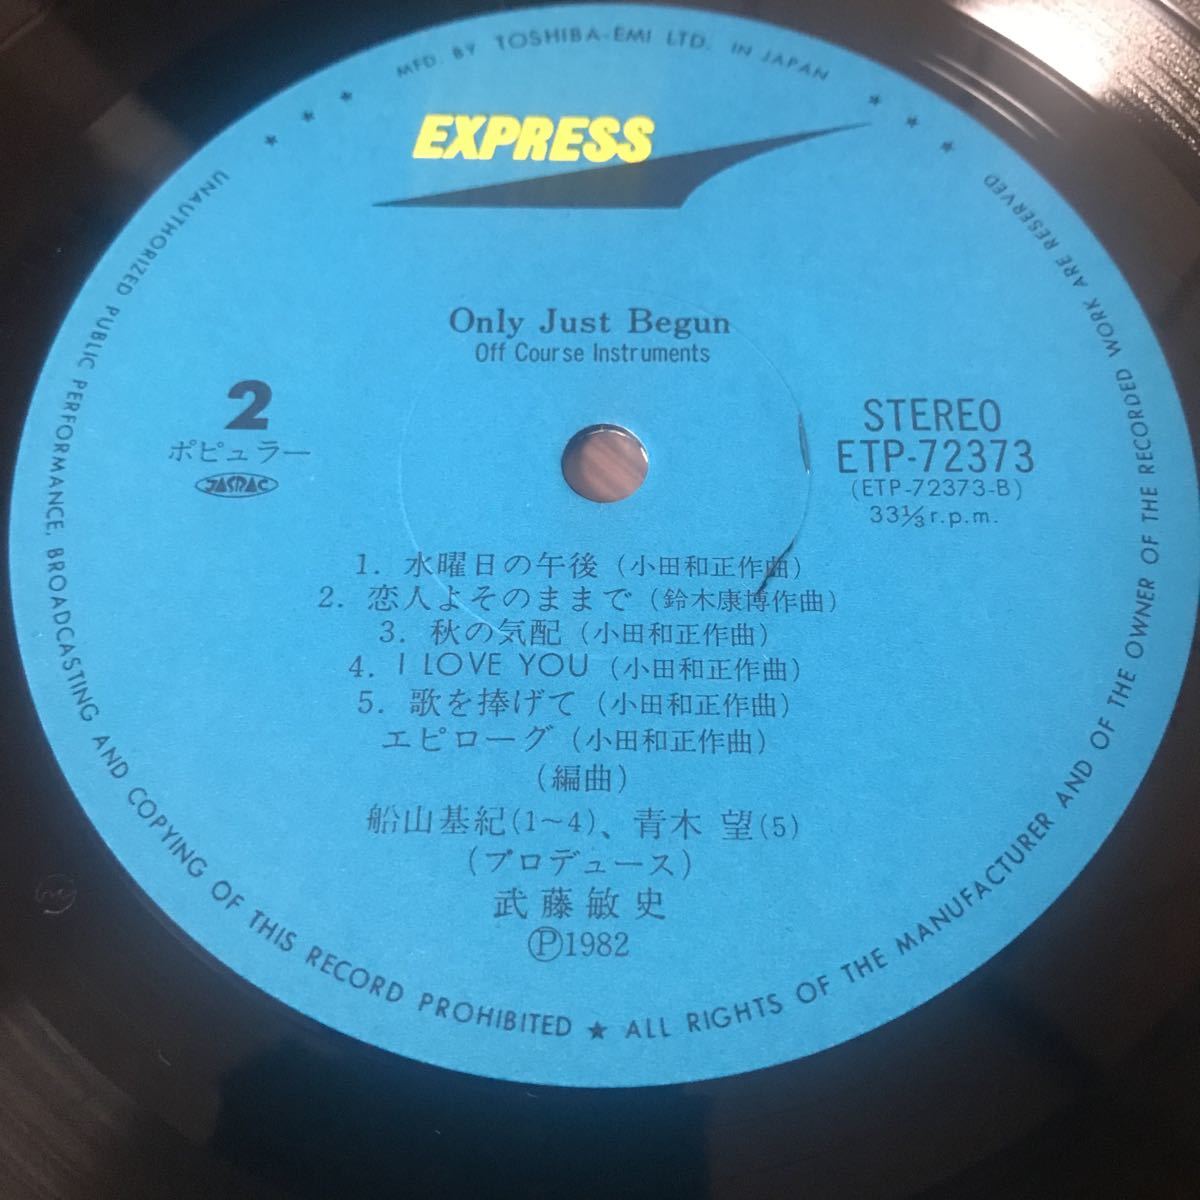 MFD. BY TOSHIBA-EMI LTD. IN JAPAN
EXPRESS
Only Just Begun
Off Course Instruments
2
ポピュラー
JASRAC
STEREO
ETP-72373
(ETP-72373-B)
33⅓ r.p.m.
1. 水曜日の午後 (小田和正作曲)
2. 恋人よそのままで (鈴木康博作曲)
3. 秋の気配 (小田和正作曲)
4. I LOVE YOU (小田和正作曲)
5. 歌を捧げて (小田和正作曲)
エピローグ (小田和正作曲)
(編曲)
船山基紀(1～4)、青木 望(5)
(プロデュース)
武藤敏史
Ⓟ1982
UNAUTHORIZED PUBLIC PERFORMANCE, BROADCASTING AND COPYING OF THIS RECORD PROHIBITED ★ ALL RIGHTS OF THE MANUFACTURER AND OF THE OWNER OF THE RECORDED WORK ARE RESERVED